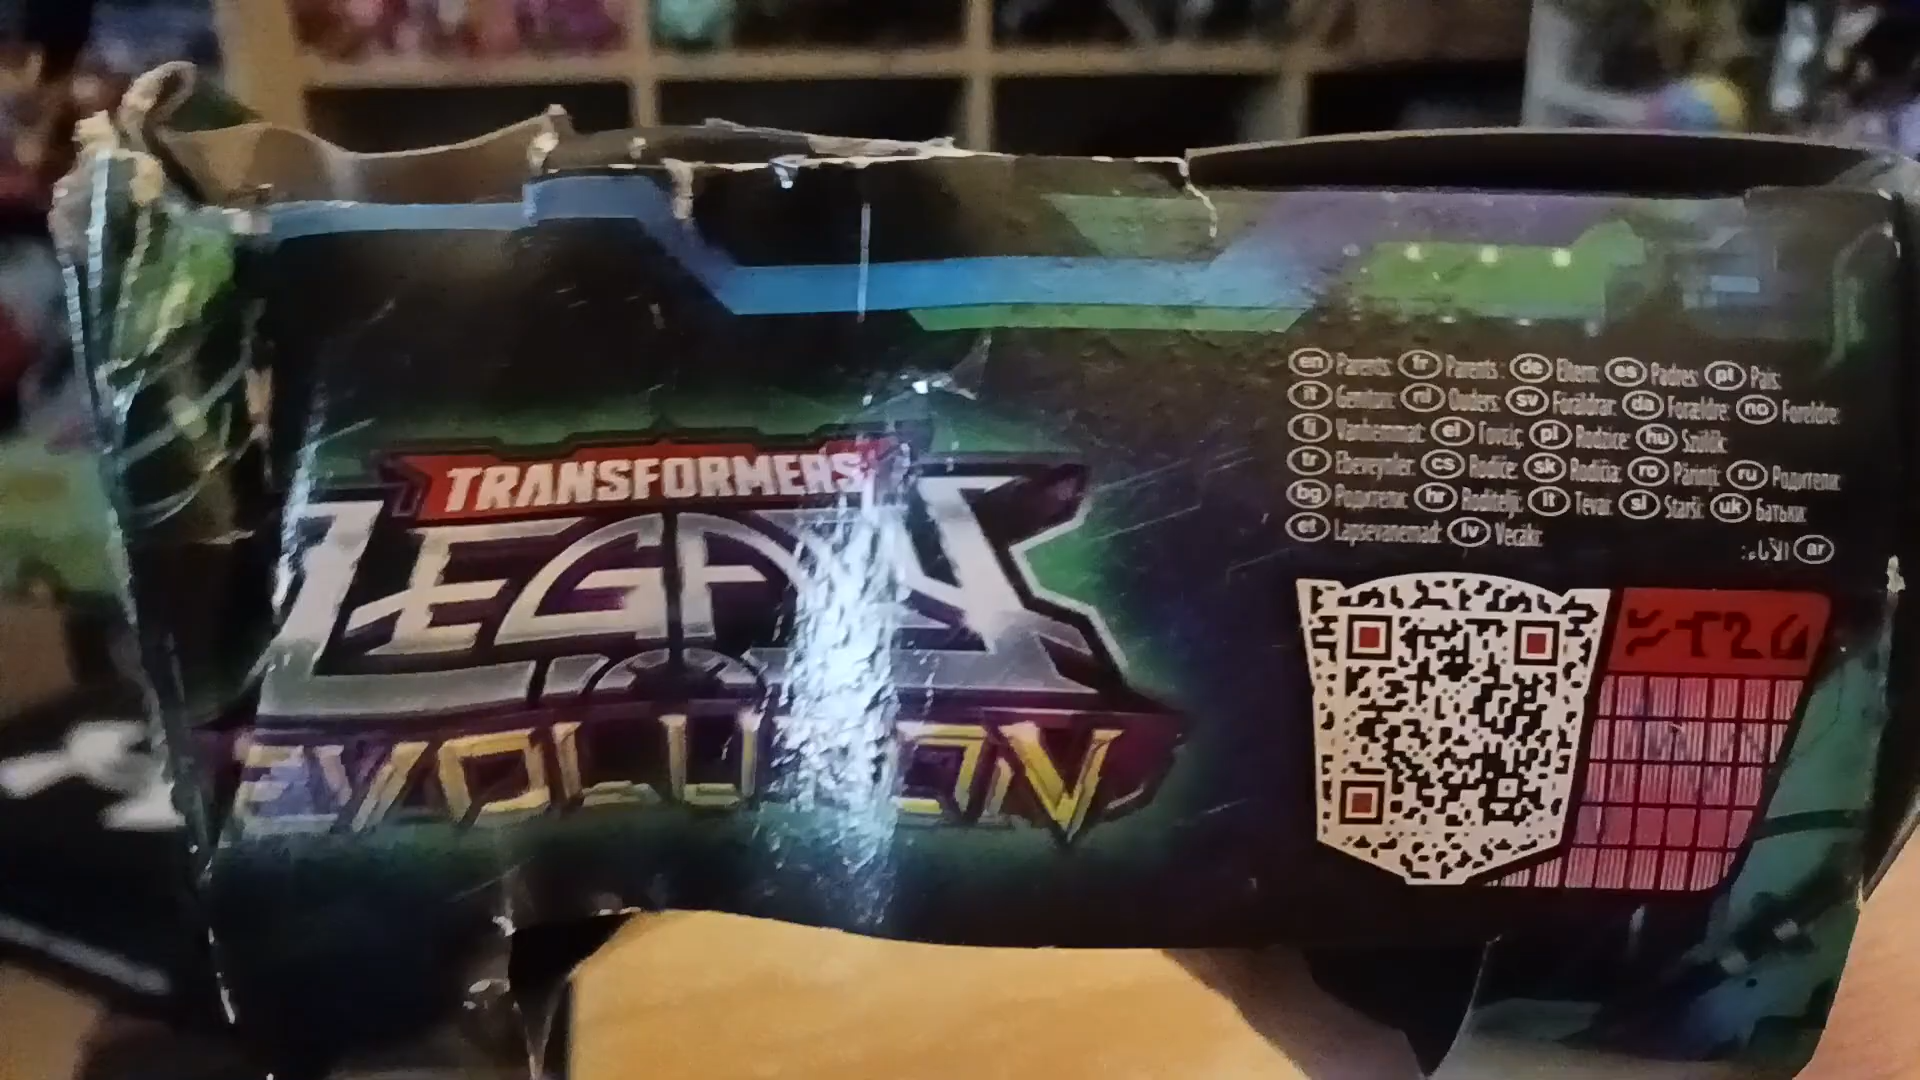 TRANSFORMERS
LEGACY
EVOLUTION
en Parents: fr Parents : de Eltern: es Padres: pt Pais:
it Genitori: nl Ouders: sv Föräldrar: da Forældre: no Foreldre:
fi Vanhemmat: el Γονείς: pl Rodzice: hu Szülők:
tr Ebeveynler: cs Rodiče: sk Rodičia: ro Părinți: ru Родители:
bg Родители: hr Roditelji: lt Tėvai: sl Starši: uk Батьки:
et Lapsevanemad: lv Vecāki:
ar